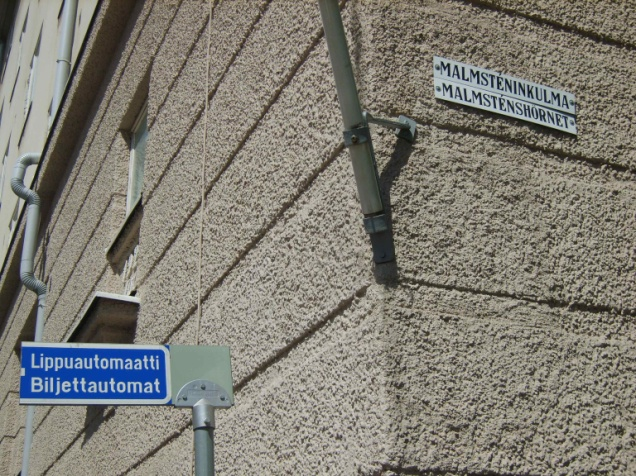 MALMSTÉNINKULMA
MALMSTÉNSHÖRNET
Lippuautomaatti
Biljettautomat